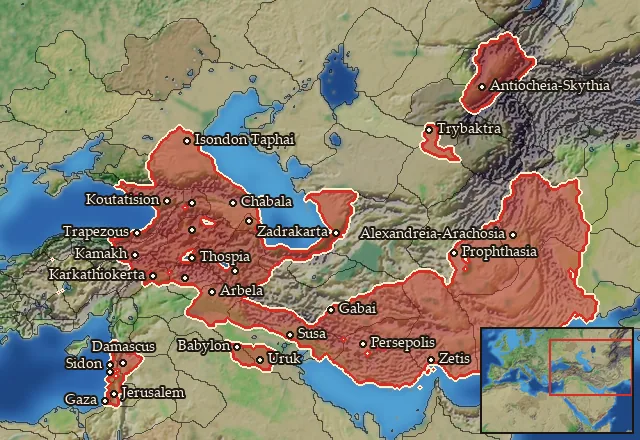 Antiocheia-Skythia
Trybaktra
Isondon Taphai
Koutatision
Chabala
Trapezous
Zadrakarta
Alexandreia-Arachosia
Kamakh
Thospia
Prophthasia
Karkathiokerta
Arbela
Gabai
Susa
Damascus
Babylon
Persepolis
Sidon
Uruk
Zetis
Gaza
Jerusalem